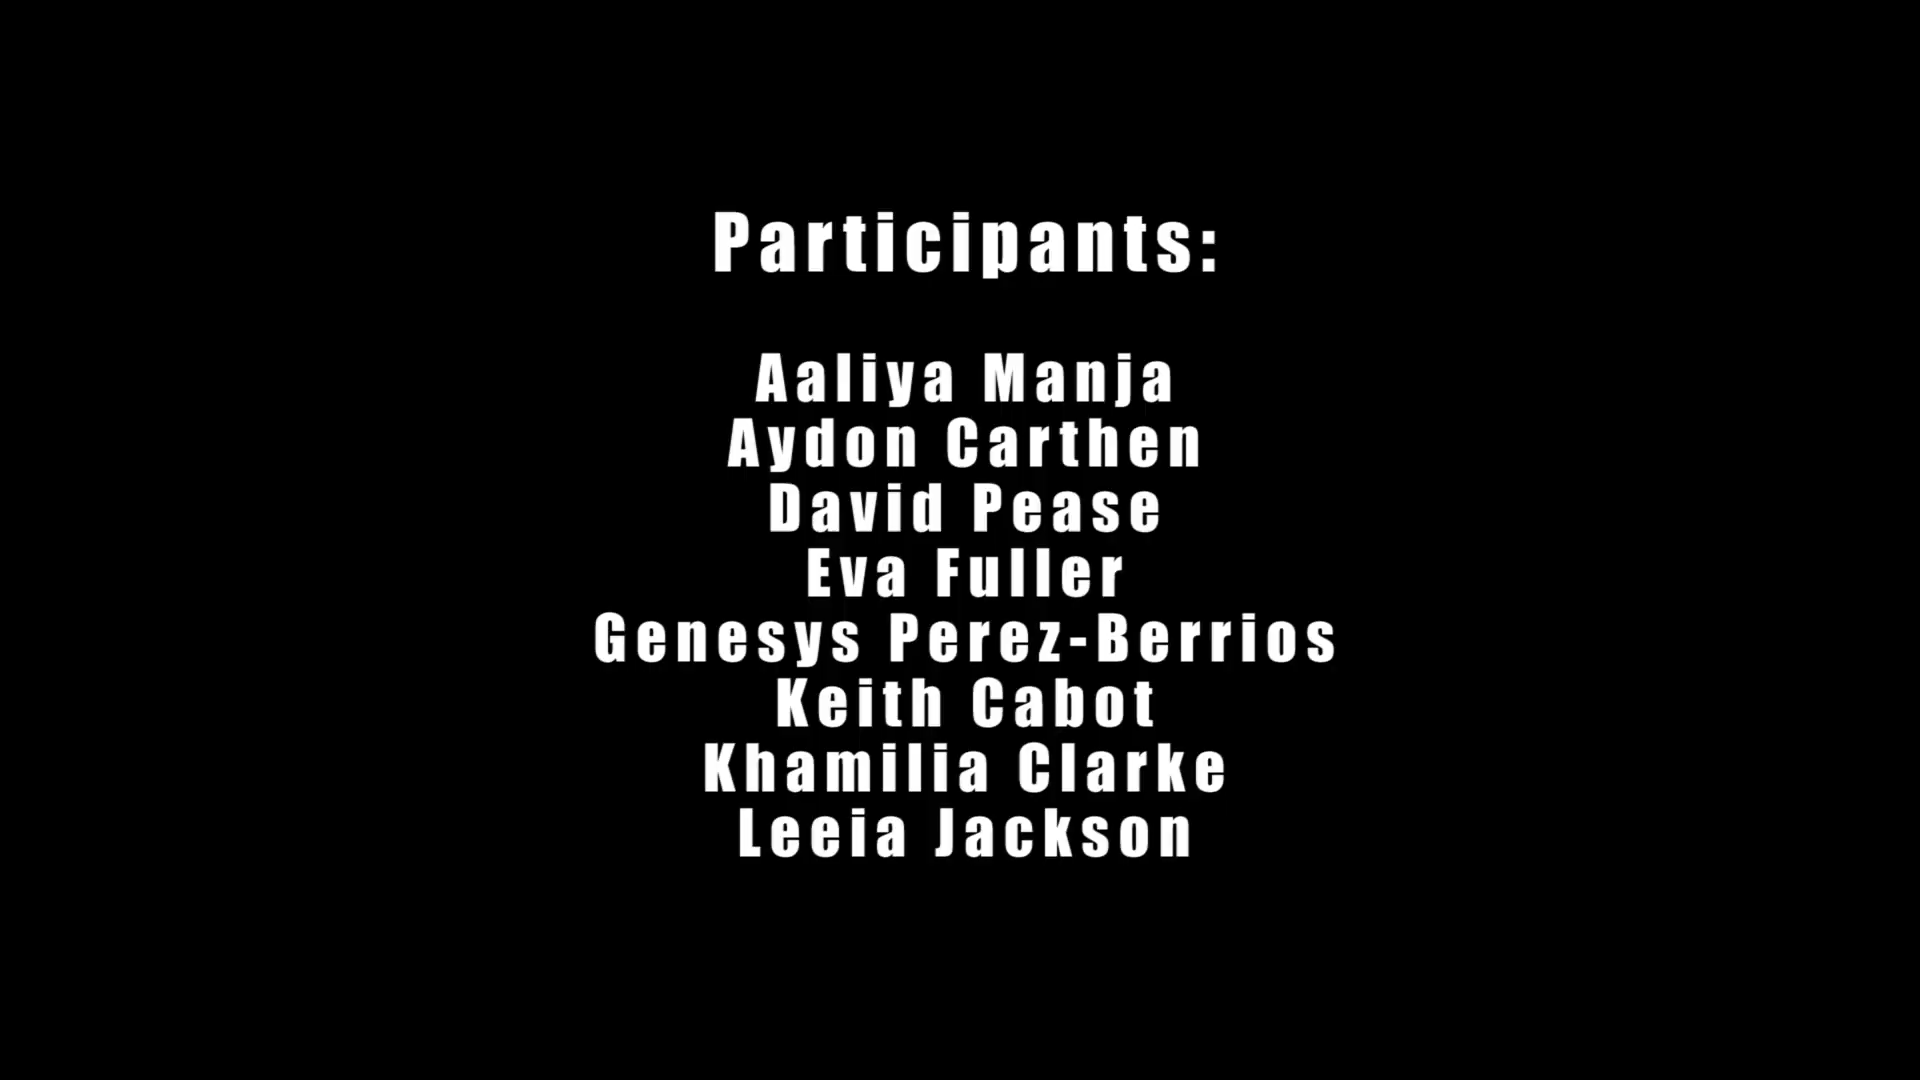 Participants:
Aaliya Manja
Aydon Carthen
David Pease
Eva Fuller
Genesys Perez-Berrios
Keith Cabot
Khamilia Clarke
Leeia Jackson